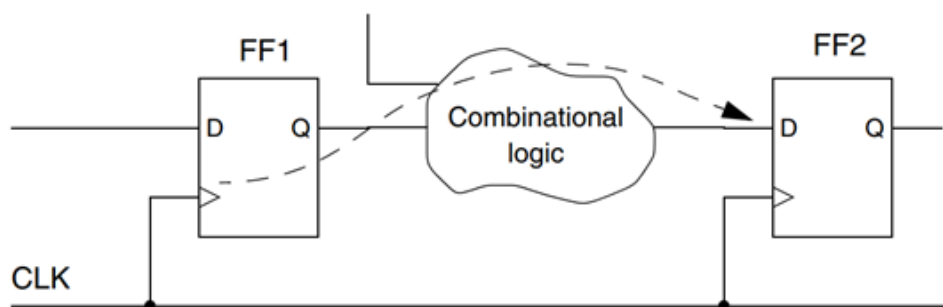 FF1
FF2
D
Q
Combinational
logic
D
Q
CLK